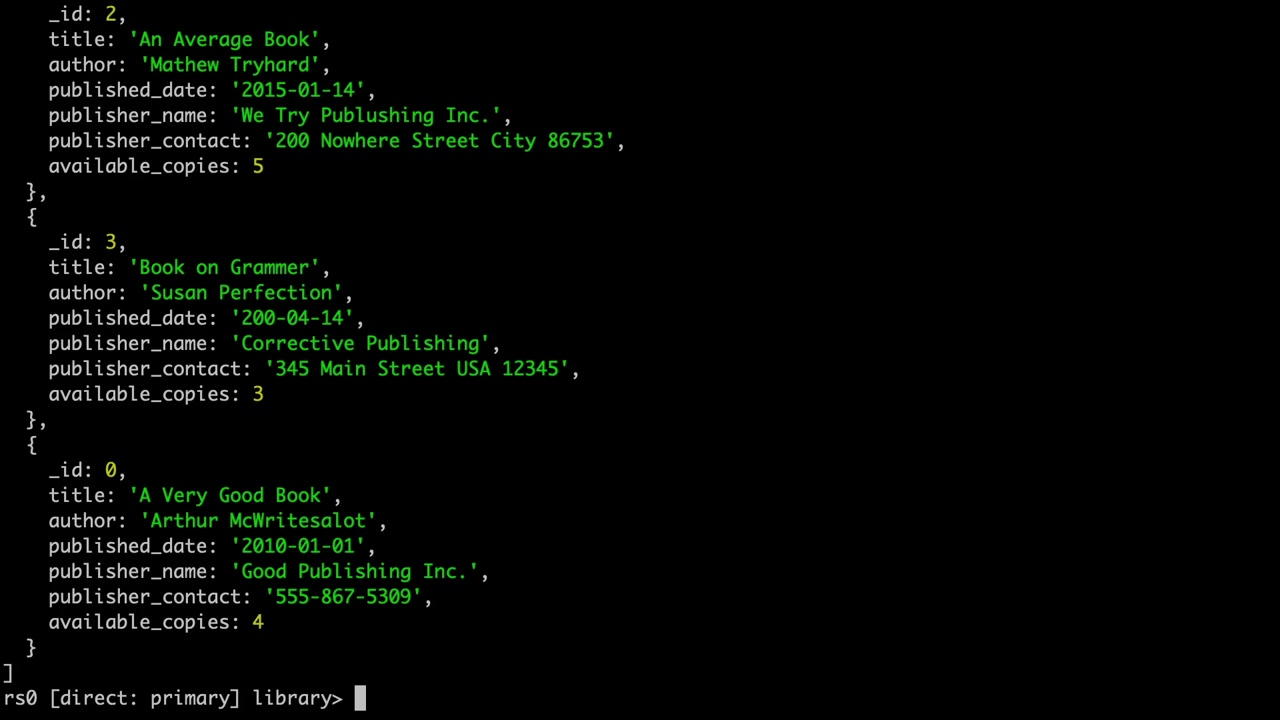 _id: 2,
title: 'An Average Book',
author: 'Mathew Tryhard',
published_date: '2015-01-14',
publisher_name: 'We Try Publushing Inc.',
publisher_contact: '200 Nowhere Street City 86753',
available_copies: 5
},
{
_id: 3,
title: 'Book on Grammer',
author: 'Susan Perfection',
published_date: '200-04-14',
publisher_name: 'Corrective Publishing',
publisher_contact: '345 Main Street USA 12345',
available_copies: 3
},
{
_id: 0,
title: 'A Very Good Book',
author: 'Arthur McWritesalot',
published_date: '2010-01-01',
publisher_name: 'Good Publishing Inc.',
publisher_contact: '555-867-5309',
available_copies: 4
}
]
rs0 [direct: primary] library>